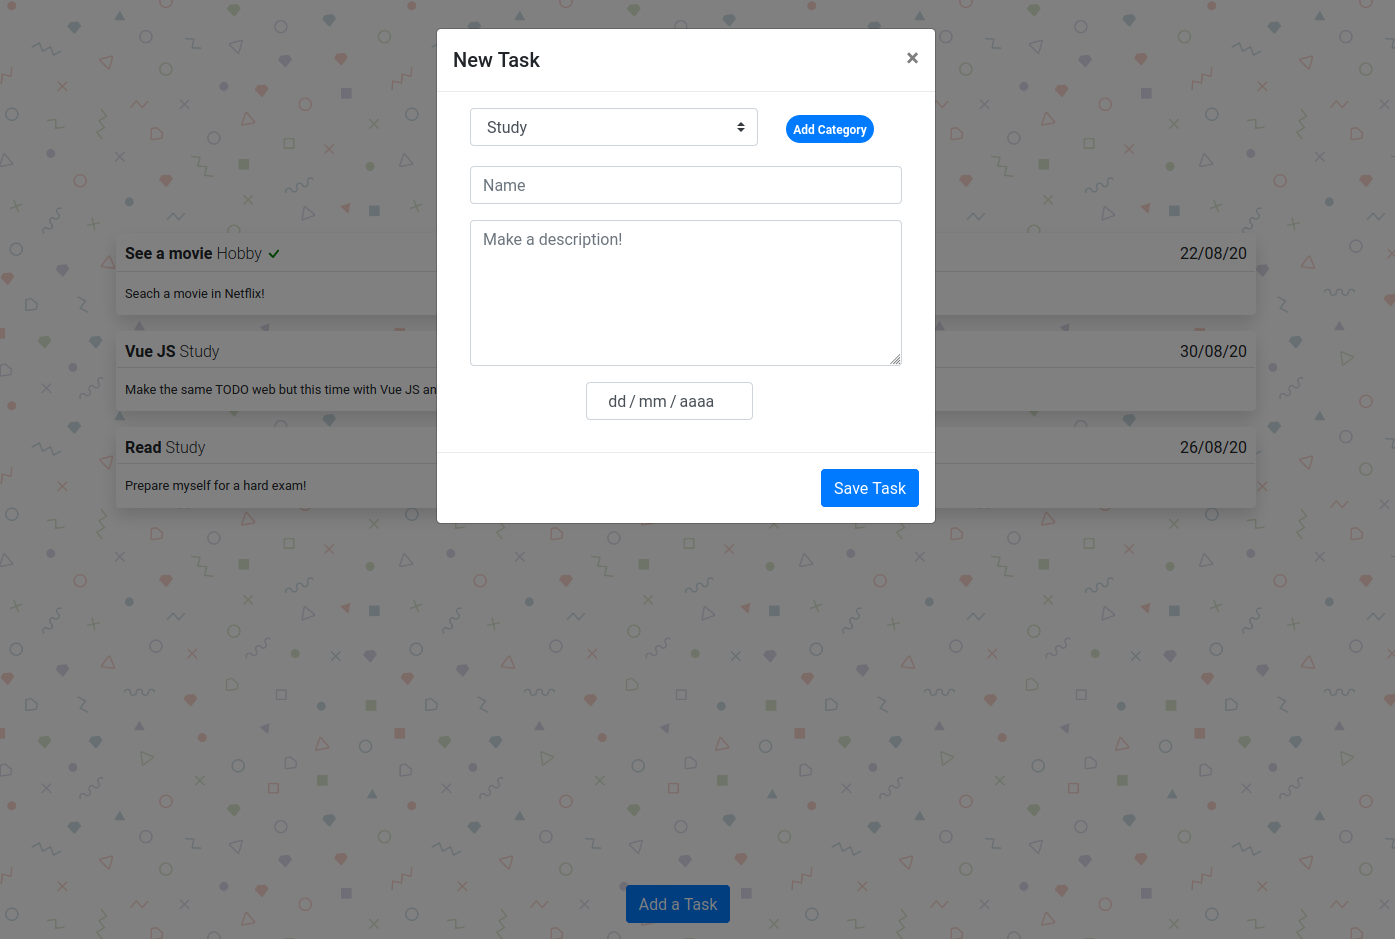 New Task ×
Study
Add Category
Name
Make a description!
dd / mm / aaaa
Save Task
See a movie Hobby ✓ 22/08/20
Seach a movie in Netflix!
Vue JS Study 30/08/20
Make the same TODO web but this time with Vue JS an
Read Study 26/08/20
Prepare myself for a hard exam!
Add a Task